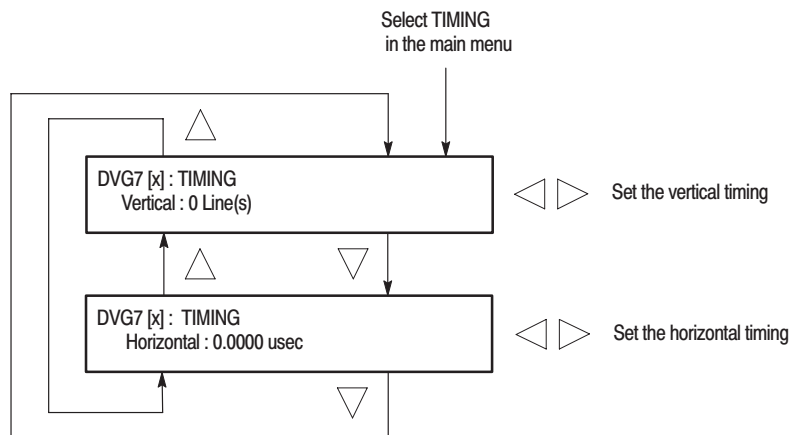 Select TIMING
in the main menu
DVG7 [x] : TIMING
Vertical : 0 Line(s)
Set the vertical timing
DVG7 [x] : TIMING
Horizontal : 0.0000 usec
Set the horizontal timing